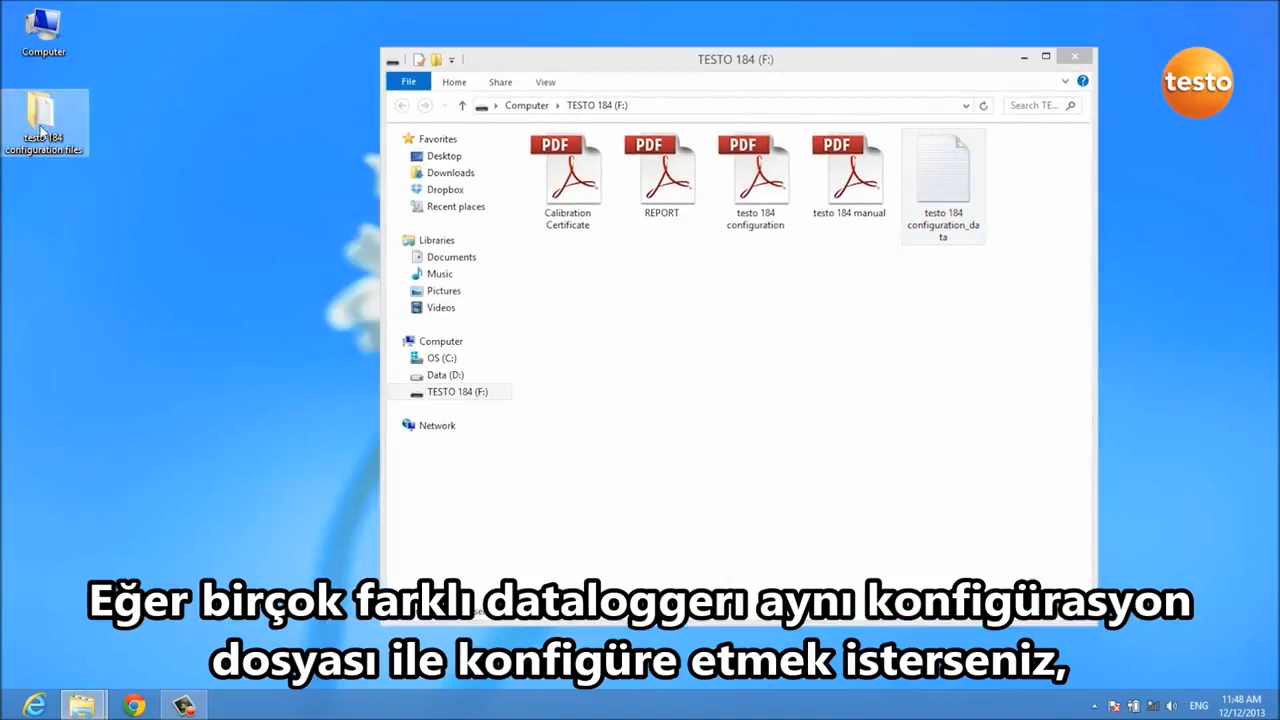 Computer
testo 184
configuration files
TESTO 184 (F:)
File
Home
Share
View
Computer
TESTO 184 (F:)
Search TE...
testo
Favorites
Desktop
Downloads
Dropbox
Recent places
Libraries
Documents
Music
Pictures
Videos
Computer
OS (C:)
Data (D:)
TESTO 184 (F:)
Network
PDF
Calibration
Certificate
PDF
REPORT
PDF
testo 184
configuration
PDF
testo 184 manual
testo 184
configuration_da
ta
Eğer birçok farklı dataloggerı aynı konfigürasyon
dosyası ile konfigüre etmek isterseniz,
ENG
11:48 AM
12/12/2013